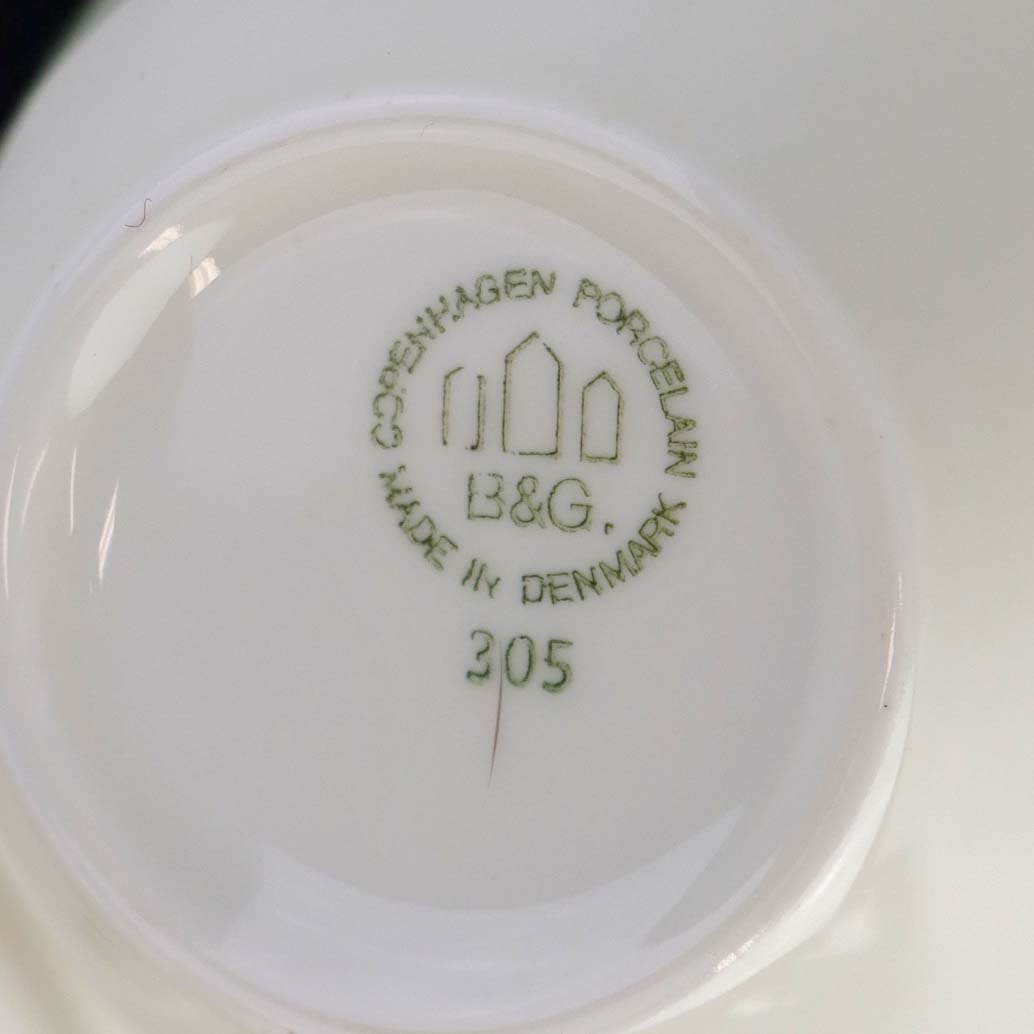 COPENHAGEN PORCELAIN
B&G.
MADE IN DENMARK
305